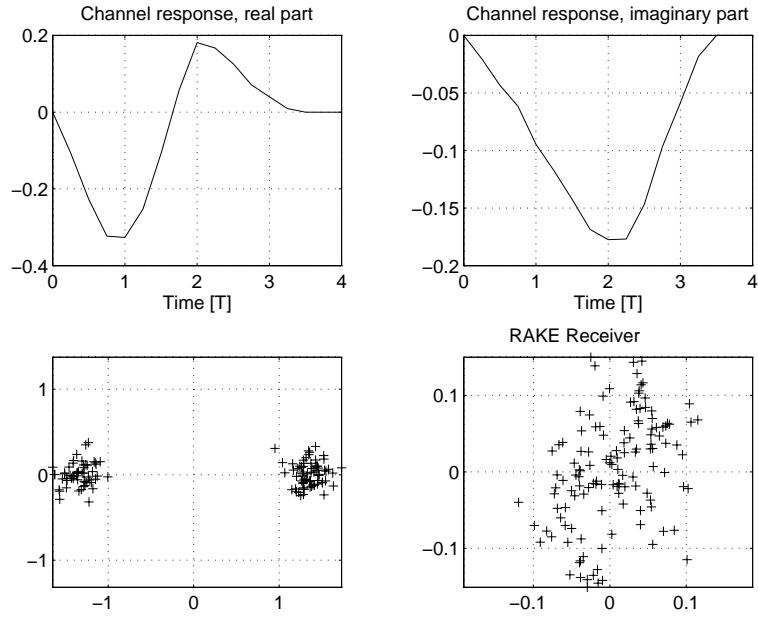 Channel response, real part
0.2
0
−0.2
−0.4
0 1 2 3 4
Time [T]
Channel response, imaginary part
0
−0.05
−0.1
−0.15
−0.2
0 1 2 3 4
Time [T]
1
0
−1
−1 0 1
RAKE Receiver
0.1
0
−0.1
−0.1 0 0.1